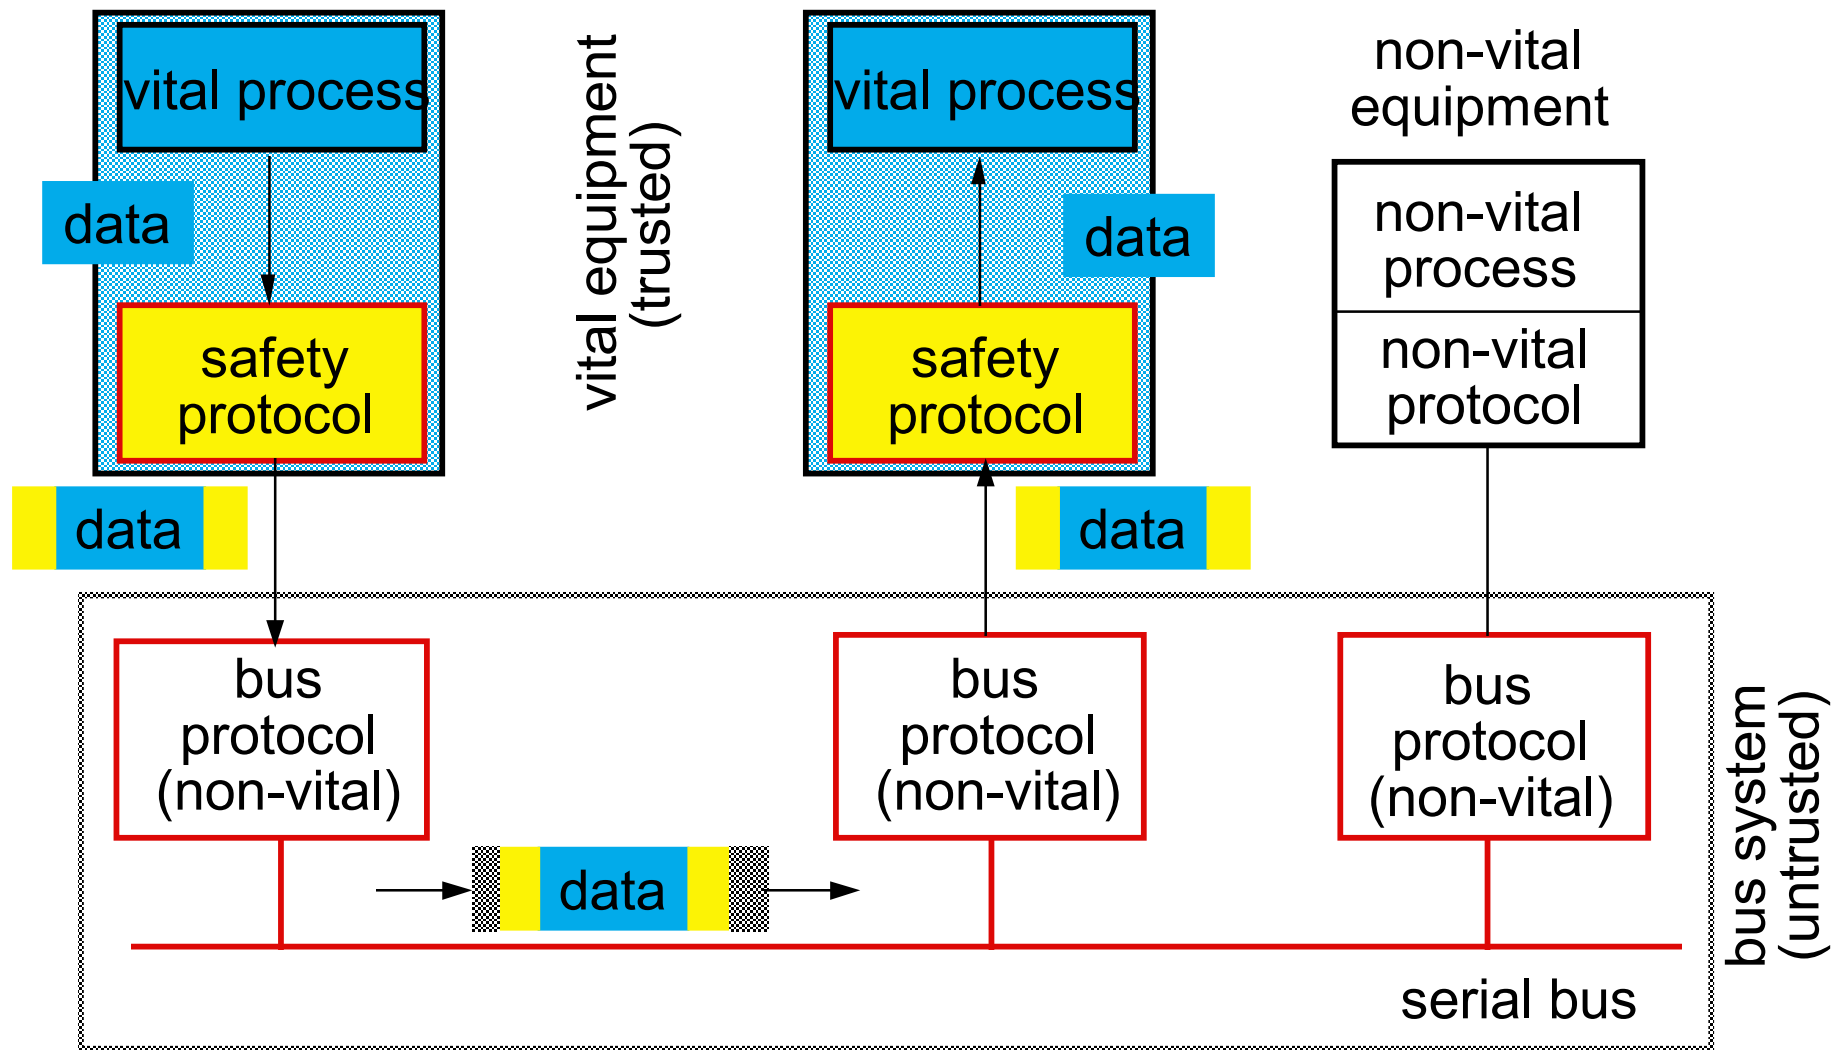 vital process
data
safety
protocol
data
vital equipment
(trusted)
vital process
data
safety
protocol
data
non-vital
equipment
non-vital
process
non-vital
protocol
bus
protocol
(non-vital)
data
bus
protocol
(non-vital)
bus
protocol
(non-vital)
serial bus
bus system
(untrusted)